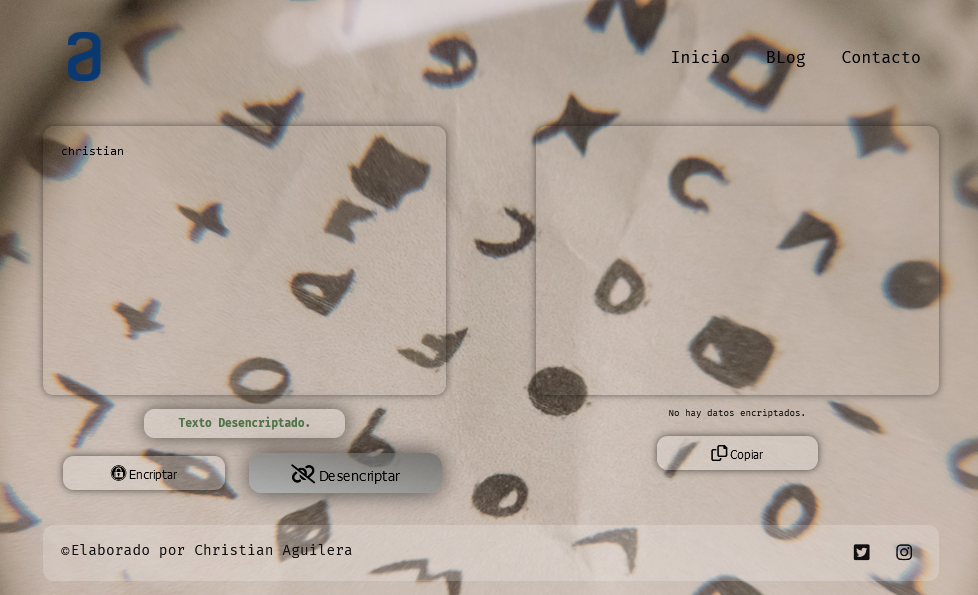 a
Inicio BLog Contacto
christian
Texto Desencriptado.
No hay datos encriptados.
Encriptar
Desencriptar
Copiar
©Elaborado por Christian Aguilera